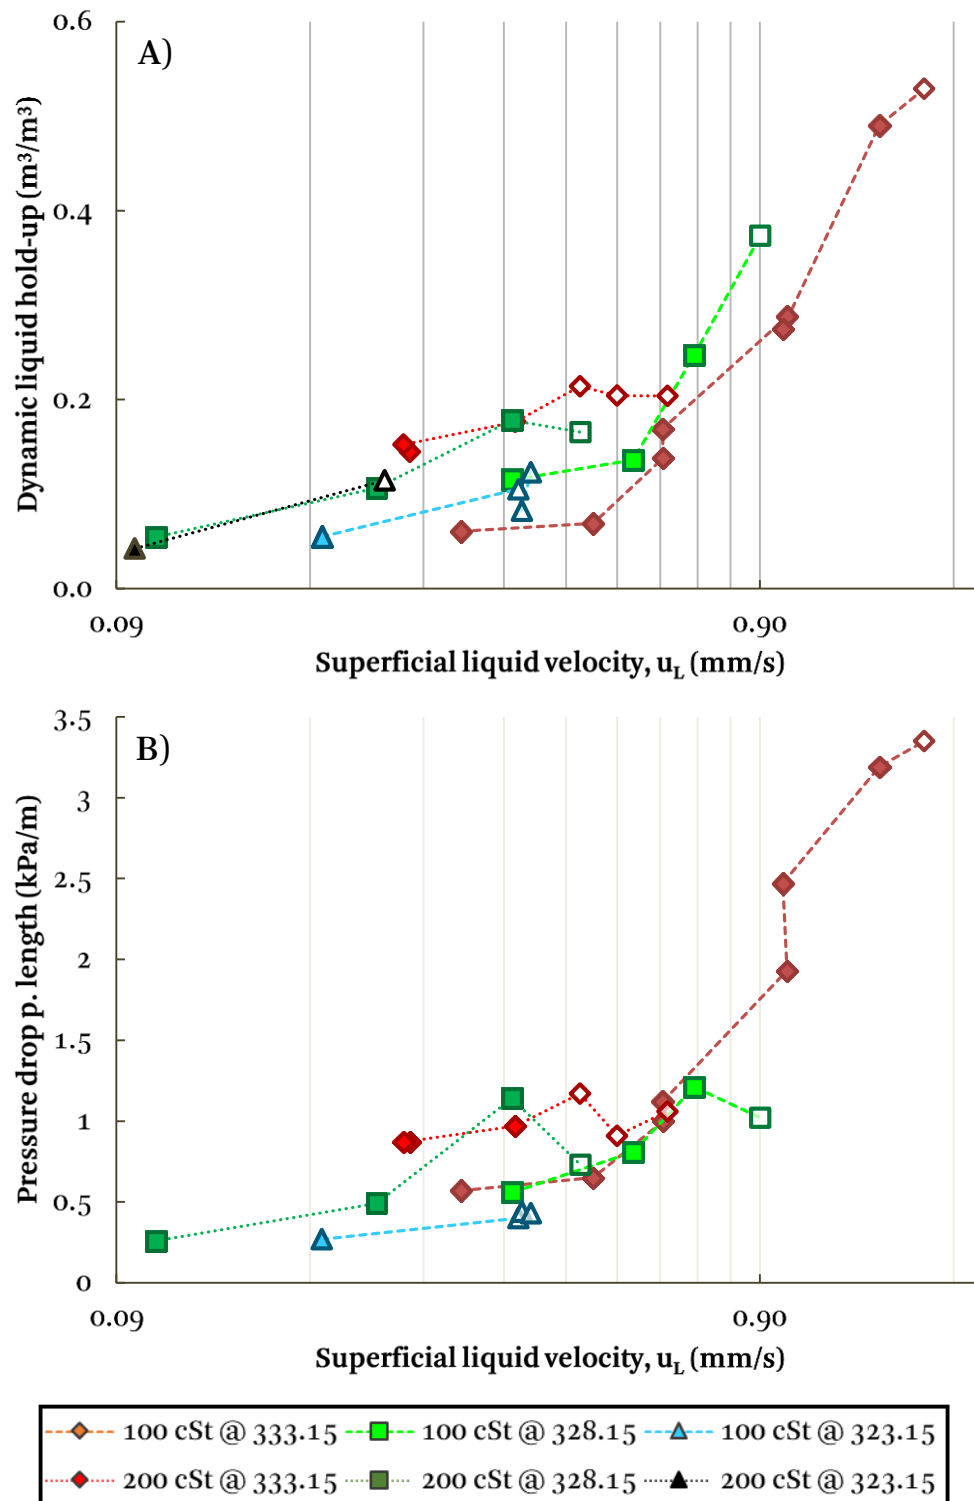 A)
0.6
0.4
0.2
0.0
Dynamic liquid hold-up (m³/m³)
0.09 0.90
Superficial liquid velocity, u_L (mm/s)
B)
3.5
3
2.5
2
1.5
1
0.5
0
Pressure drop p. length (kPa/m)
0.09 0.90
Superficial liquid velocity, u_L (mm/s)
100 cSt @ 333.15 100 cSt @ 328.15 100 cSt @ 323.15
200 cSt @ 333.15 200 cSt @ 328.15 200 cSt @ 323.15